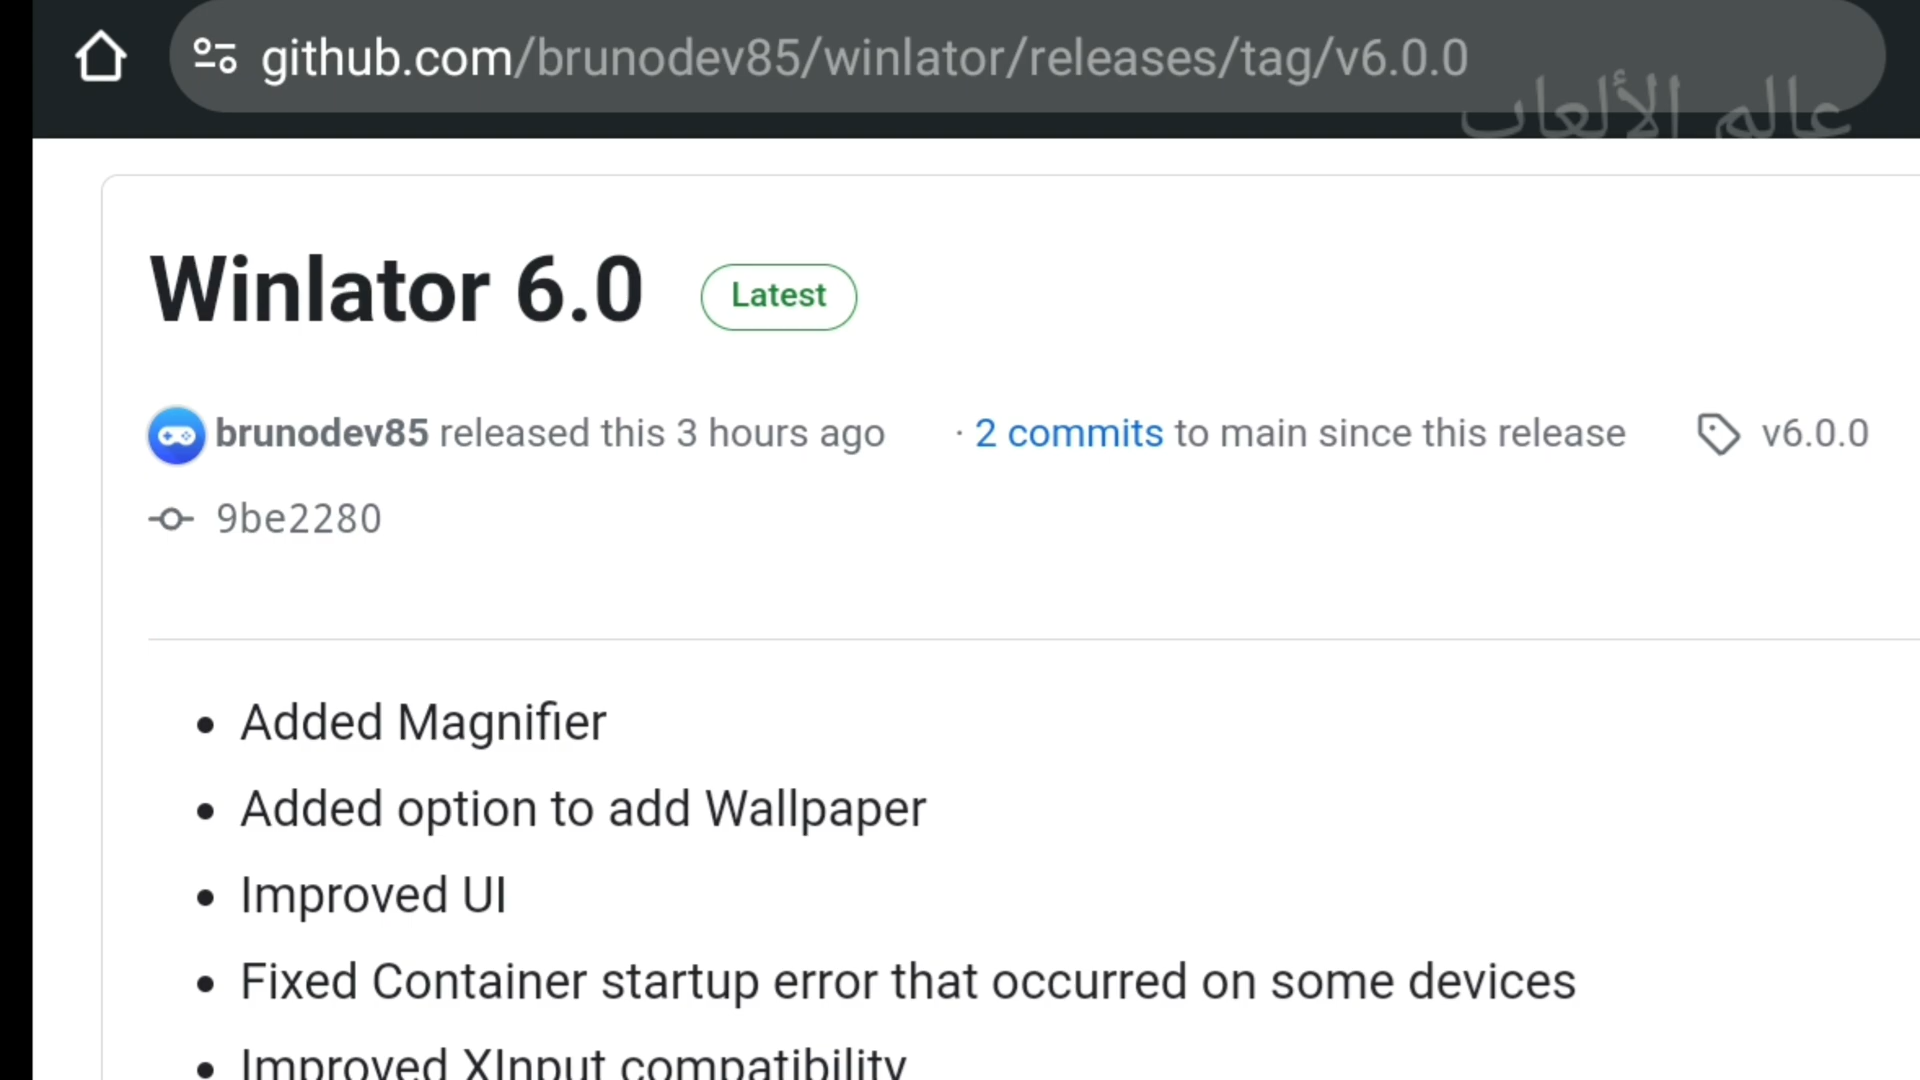 github.com/brunodev85/winlator/releases/tag/v6.0.0
عالم الألعاب
Winlator 6.0 Latest
brunodev85 released this 3 hours ago · 2 commits to main since this release v6.0.0
9be2280
• Added Magnifier
• Added option to add Wallpaper
• Improved UI
• Fixed Container startup error that occurred on some devices
• Improved XInput compatibility